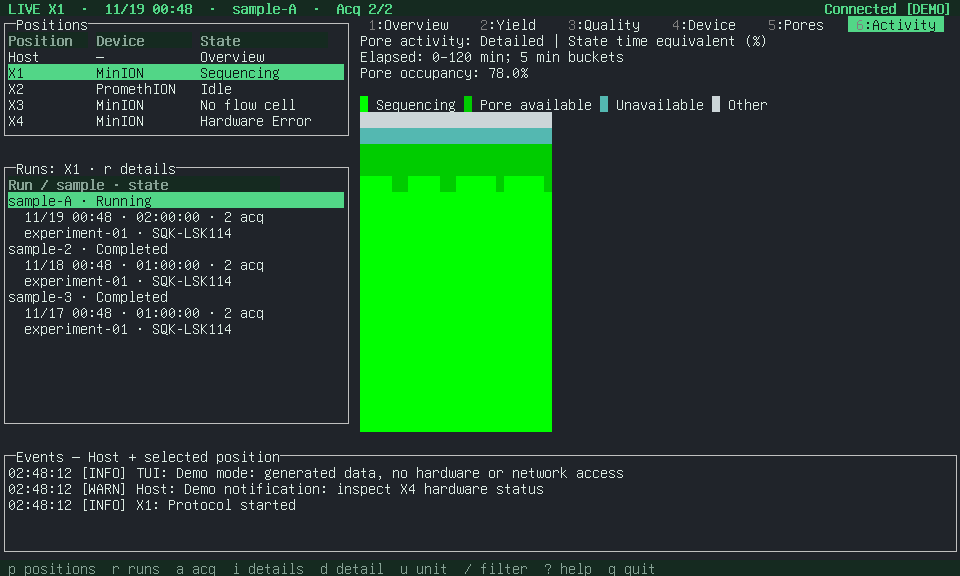 LIVE X1 · 11/19 00:48 · sample-A · Acq 2/2 Connected [DEMO]
Positions
Position Device State
Host — Overview
X1 MinION Sequencing
X2 PromethION Idle
X3 MinION No flow cell
X4 MinION Hardware Error
Runs: X1 · r details
Run / sample · state
sample-A · Running
11/19 00:48 · 02:00:00 · 2 acq
experiment-01 · SQK-LSK114
sample-2 · Completed
11/18 00:48 · 01:00:00 · 2 acq
experiment-01 · SQK-LSK114
sample-3 · Completed
11/17 00:48 · 01:00:00 · 2 acq
experiment-01 · SQK-LSK114
1:Overview 2:Yield 3:Quality 4:Device 5:Pores 6:Activity
Pore activity: Detailed | State time equivalent (%)
Elapsed: 0–120 min; 5 min buckets
Pore occupancy: 78.0%
Sequencing Pore available Unavailable Other
Events — Host + selected position
02:48:12 [INFO] TUI: Demo mode: generated data, no hardware or network access
02:48:12 [WARN] Host: Demo notification: inspect X4 hardware status
02:48:12 [INFO] X1: Protocol started
p positions r runs a acq i details d detail u unit / filter ? help q quit